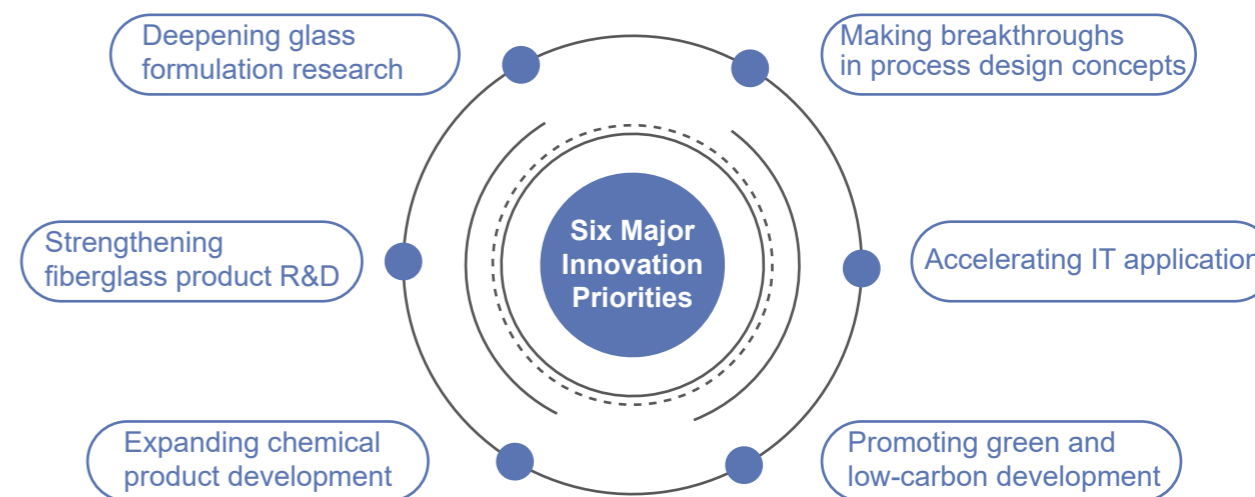 Deepening glass
formulation research
Making breakthroughs
in process design concepts
Strengthening
fiberglass product R&D
Six Major
Innovation
Priorities
Accelerating IT application
Expanding chemical
product development
Promoting green and
low-carbon development